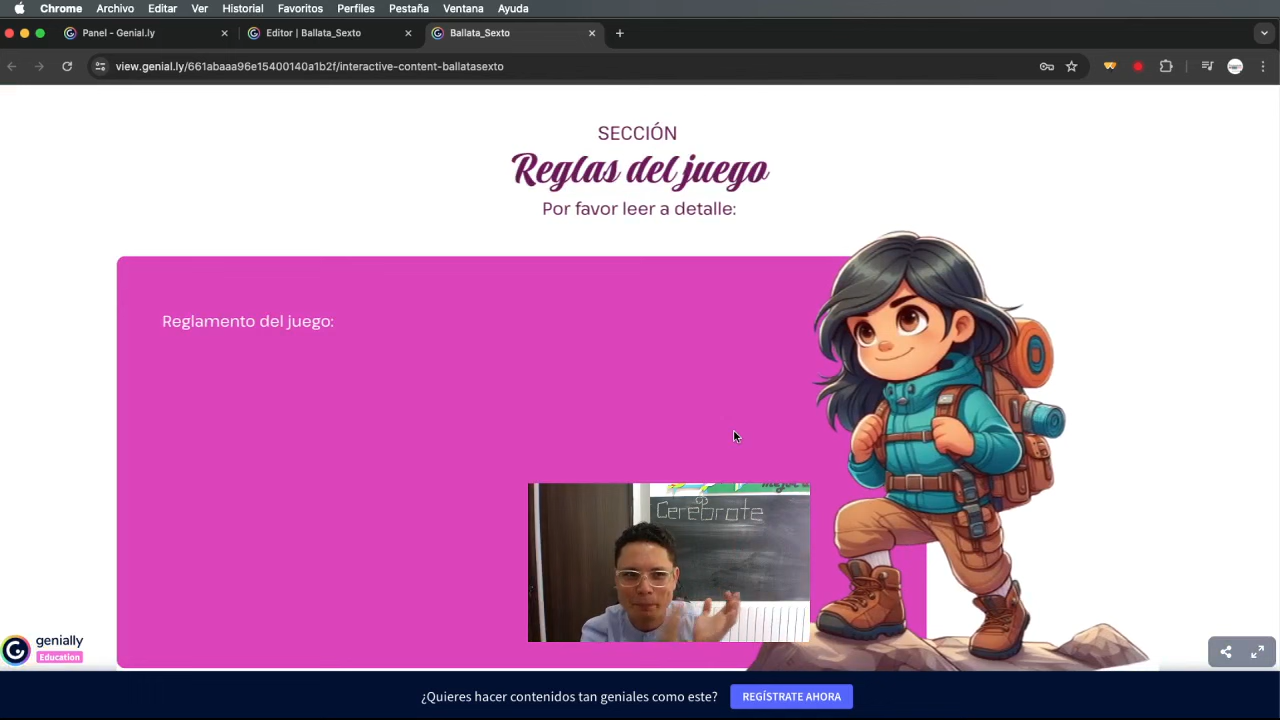 Chrome Archivo Editar Ver Historial Favoritos Perfiles Pestaña Ventana Ayuda
Panel - Genial.ly
Editor | Ballata_Sexto
Ballata_Sexto
view.genial.ly/661abaaa96e15400140a1b2f/interactive-content-ballatasexto
SECCIÓN
Reglas del juego
Por favor leer a detalle:
Reglamento del juego:
Cerebrate
genially
Education
¿Quieres hacer contenidos tan geniales como este?
REGÍSTRATE AHORA